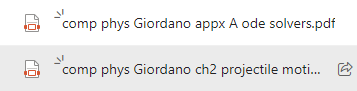 comp phys Giordano appx A ode solvers.pdf
comp phys Giordano ch2 projectile moti...